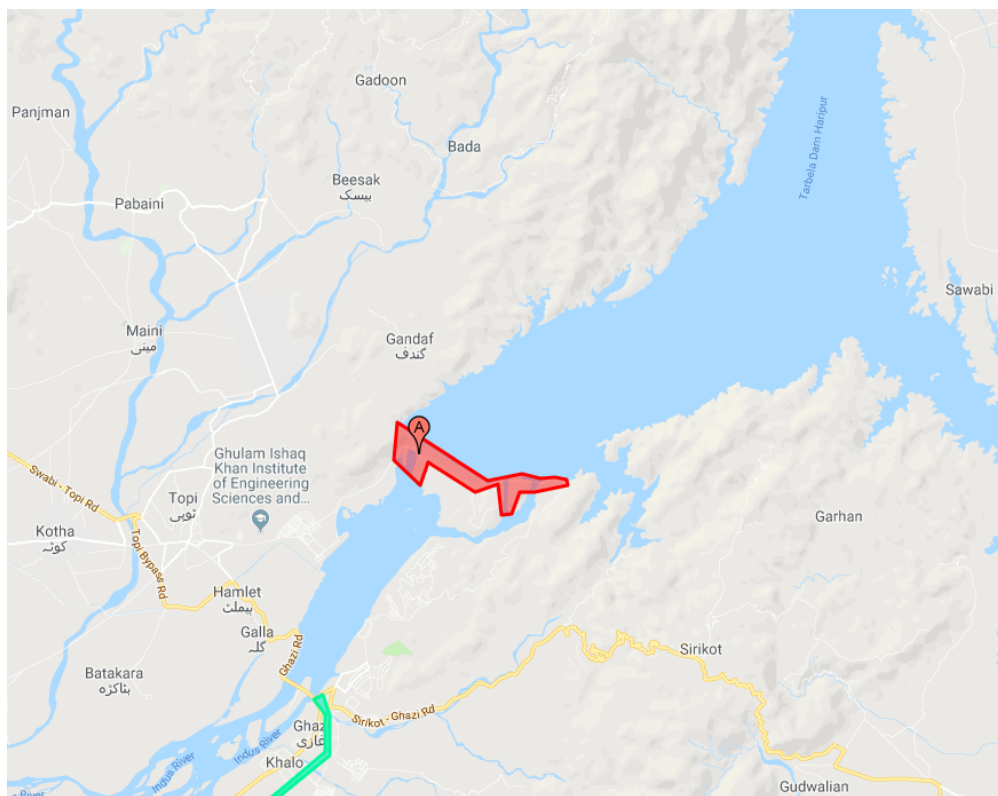 Gadoon
Panjman
Bada
Beesak
بیسک
Pabaini
Tarbela Dam Haripur
Sawabi
Maini
مینی
Gandaf
گندف
A
Ghulam Ishaq
Khan Institute
of Engineering
Sciences and...
Swabi - Topi Rd
Topi
ٹوپی
Kotha
کوٹہ
Garhan
Topi Bypass Rd
Hamlet
ہیملٹ
Galla
گلہ
Ghazi Rd
Sirikot
Batakara
بٹاکڑہ
Sirikot - Ghazi Rd
Ghazi
غازی
Indus River
Indus River
Khalo
Gudwalian